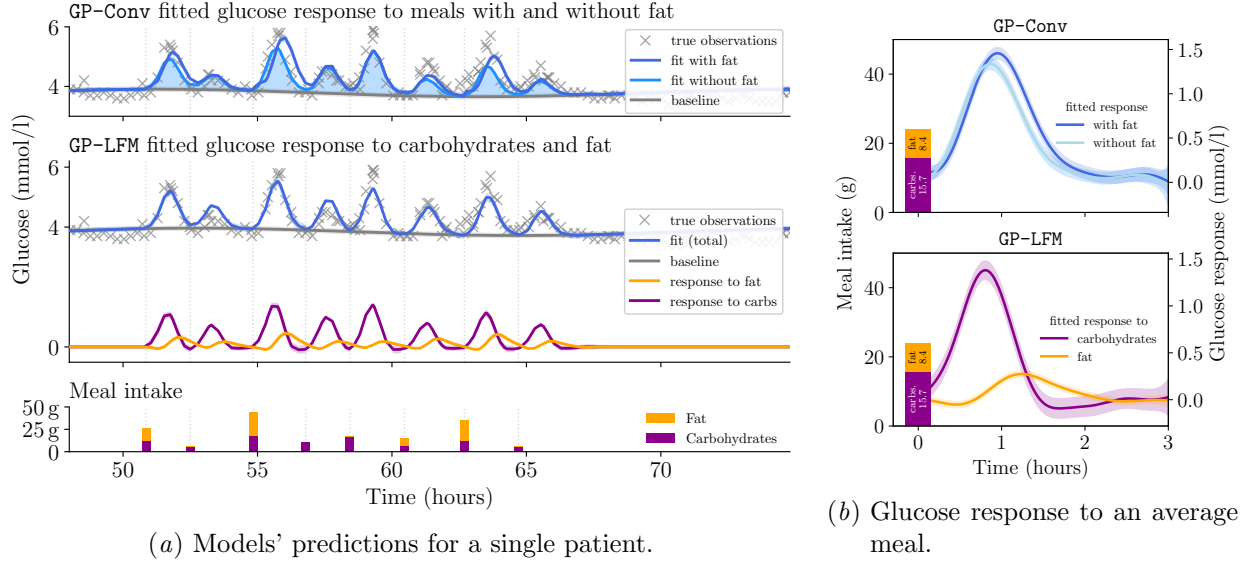 GP-Conv fitted glucose response to meals with and without fat
6
4
true observations
fit with fat
fit without fat
baseline
GP-LFM fitted glucose response to carbohydrates and fat
6
4
0
true observations
fit (total)
baseline
response to fat
response to carbs
Glucose (mmol/l)
Meal intake
50 g
25 g
0
Fat
Carbohydrates
50 55 60 65 70
Time (hours)
(a) Models' predictions for a single patient.
GP-Conv
40
20
0
1.5
1.0
0.5
0.0
fitted response
with fat
without fat
fat
8.4
carbs.
15.7
GP-LFM
40
20
0
1.5
1.0
0.5
0.0
fitted response to
carbohydrates
fat
fat
8.4
carbs.
15.7
Meal intake (g)
Glucose response (mmol/l)
0 1 2 3
Time (hours)
(b) Glucose response to an average
meal.